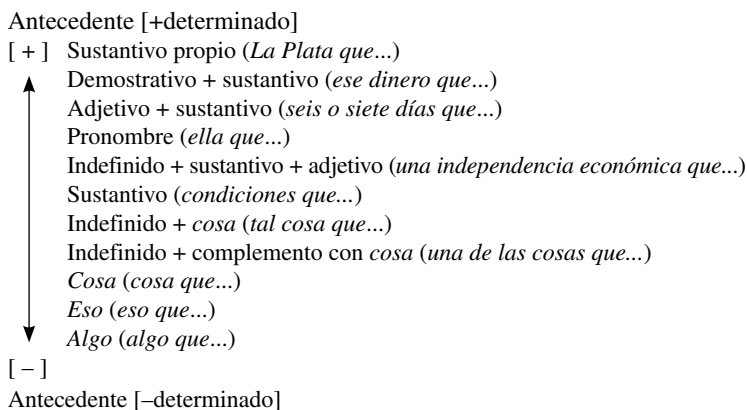 Antecedente [+determinado]
[ + ] Sustantivo propio (La Plata que...)
Demostrativo + sustantivo (ese dinero que...)
Adjetivo + sustantivo (seis o siete días que...)
Pronombre (ella que...)
Indefinido + sustantivo + adjetivo (una independencia económica que...)
Sustantivo (condiciones que...)
Indefinido + cosa (tal cosa que...)
Indefinido + complemento con cosa (una de las cosas que...)
Cosa (cosa que...)
Eso (eso que...)
Algo (algo que...)
[ – ]
Antecedente [–determinado]